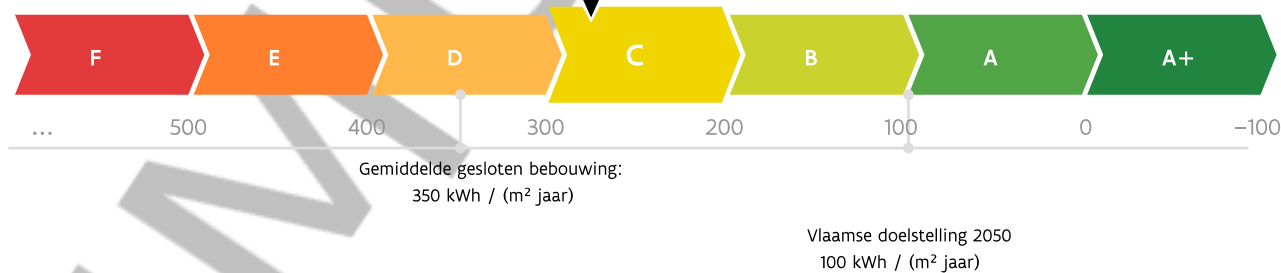 F E D C B A A+
... 500 400 300 200 100 0 −100
Gemiddelde gesloten bebouwing:
350 kWh / (m² jaar)
Vlaamse doelstelling 2050
100 kWh / (m² jaar)